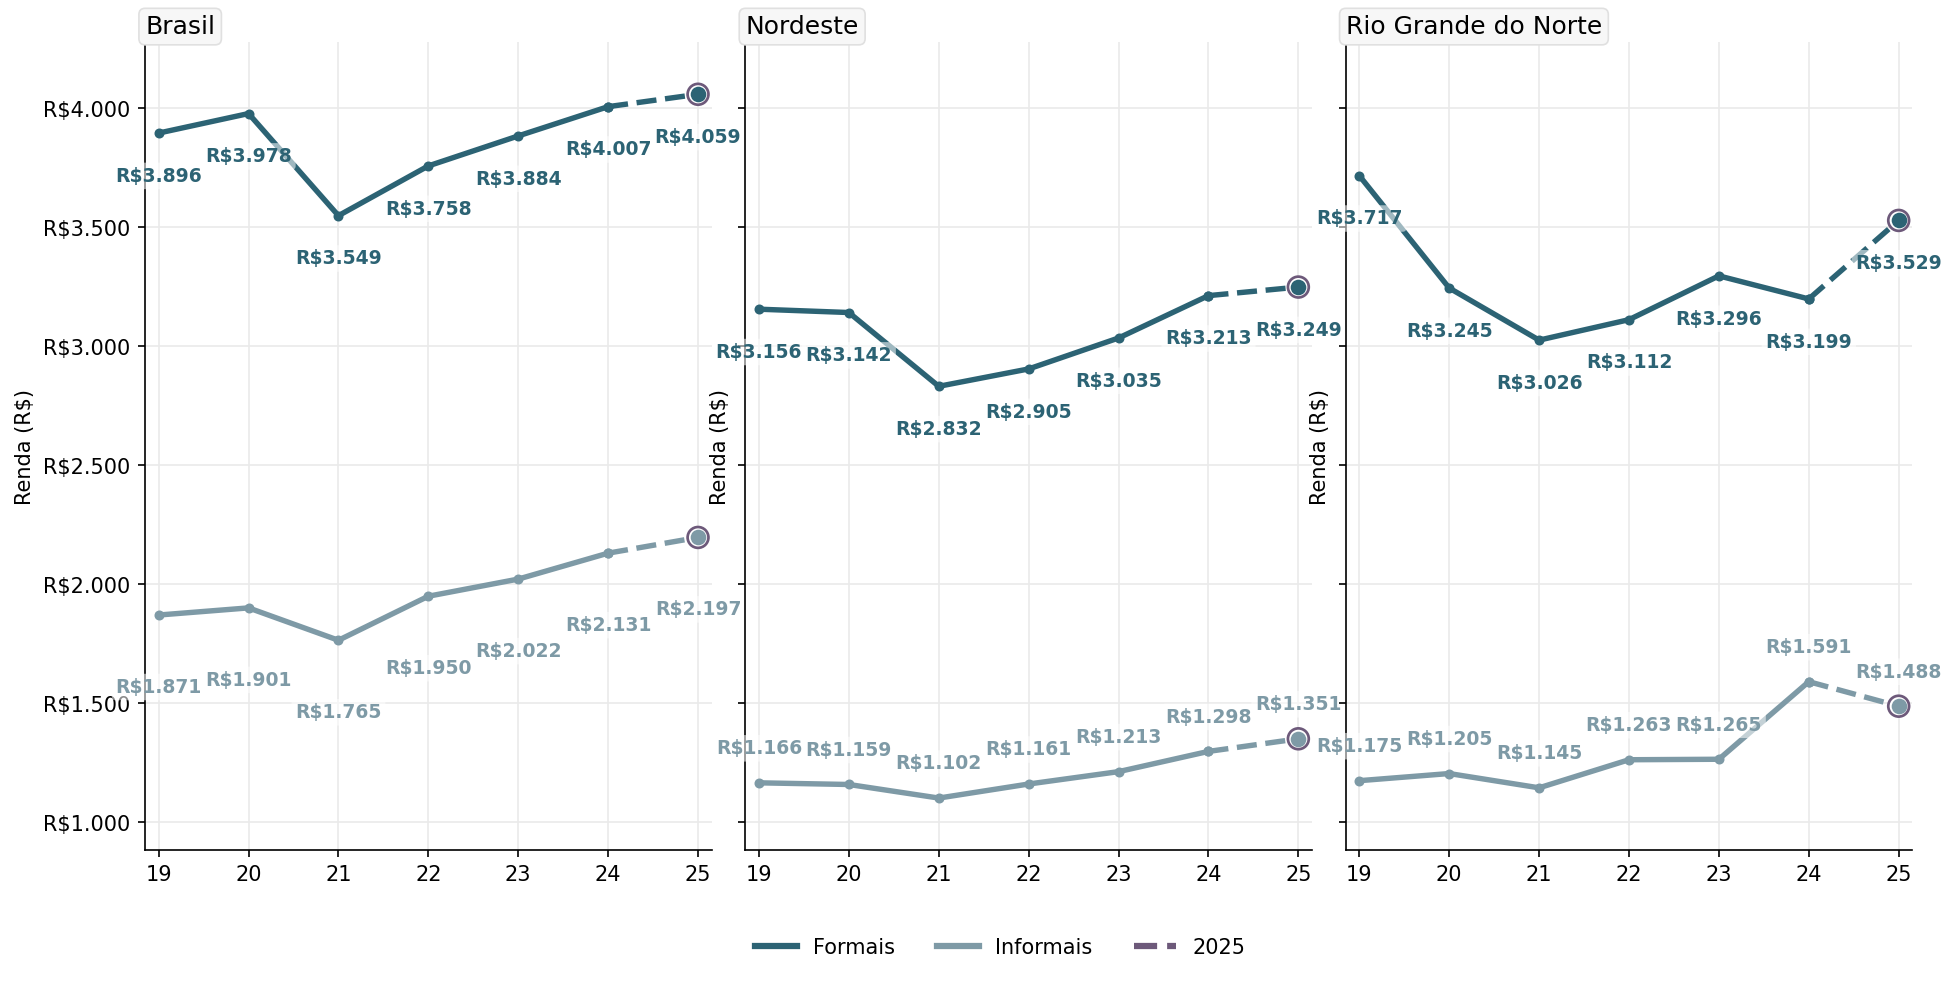 Brasil
Nordeste
Rio Grande do Norte
Renda (R$)
R$4.000
R$3.500
R$3.000
R$2.500
R$2.000
R$1.500
R$1.000
R$3.896
R$3.978
R$3.549
R$3.758
R$3.884
R$4.007
R$4.059
R$1.871
R$1.901
R$1.765
R$1.950
R$2.022
R$2.131
R$2.197
19 20 21 22 23 24 25
Renda (R$)
R$3.156
R$3.142
R$2.832
R$2.905
R$3.035
R$3.213
R$3.249
R$1.166
R$1.159
R$1.102
R$1.161
R$1.213
R$1.298
R$1.351
19 20 21 22 23 24 25
Renda (R$)
R$3.717
R$3.245
R$3.026
R$3.112
R$3.296
R$3.199
R$3.529
R$1.175
R$1.205
R$1.145
R$1.263
R$1.265
R$1.591
R$1.488
19 20 21 22 23 24 25
Formais Informais 2025